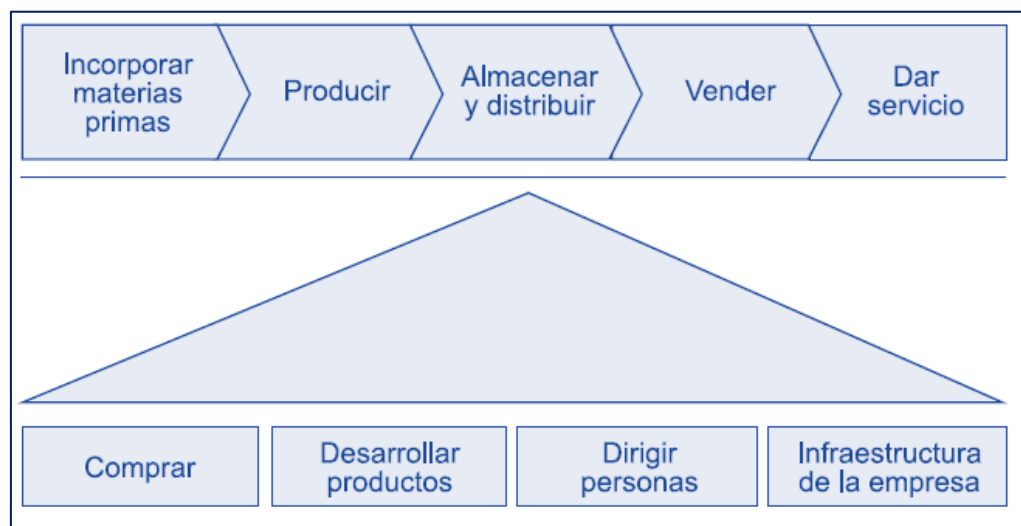 Incorporar
materias
primas
Producir
Almacenar
y distribuir
Vender
Dar
servicio
Comprar
Desarrollar
productos
Dirigir
personas
Infraestructura
de la empresa